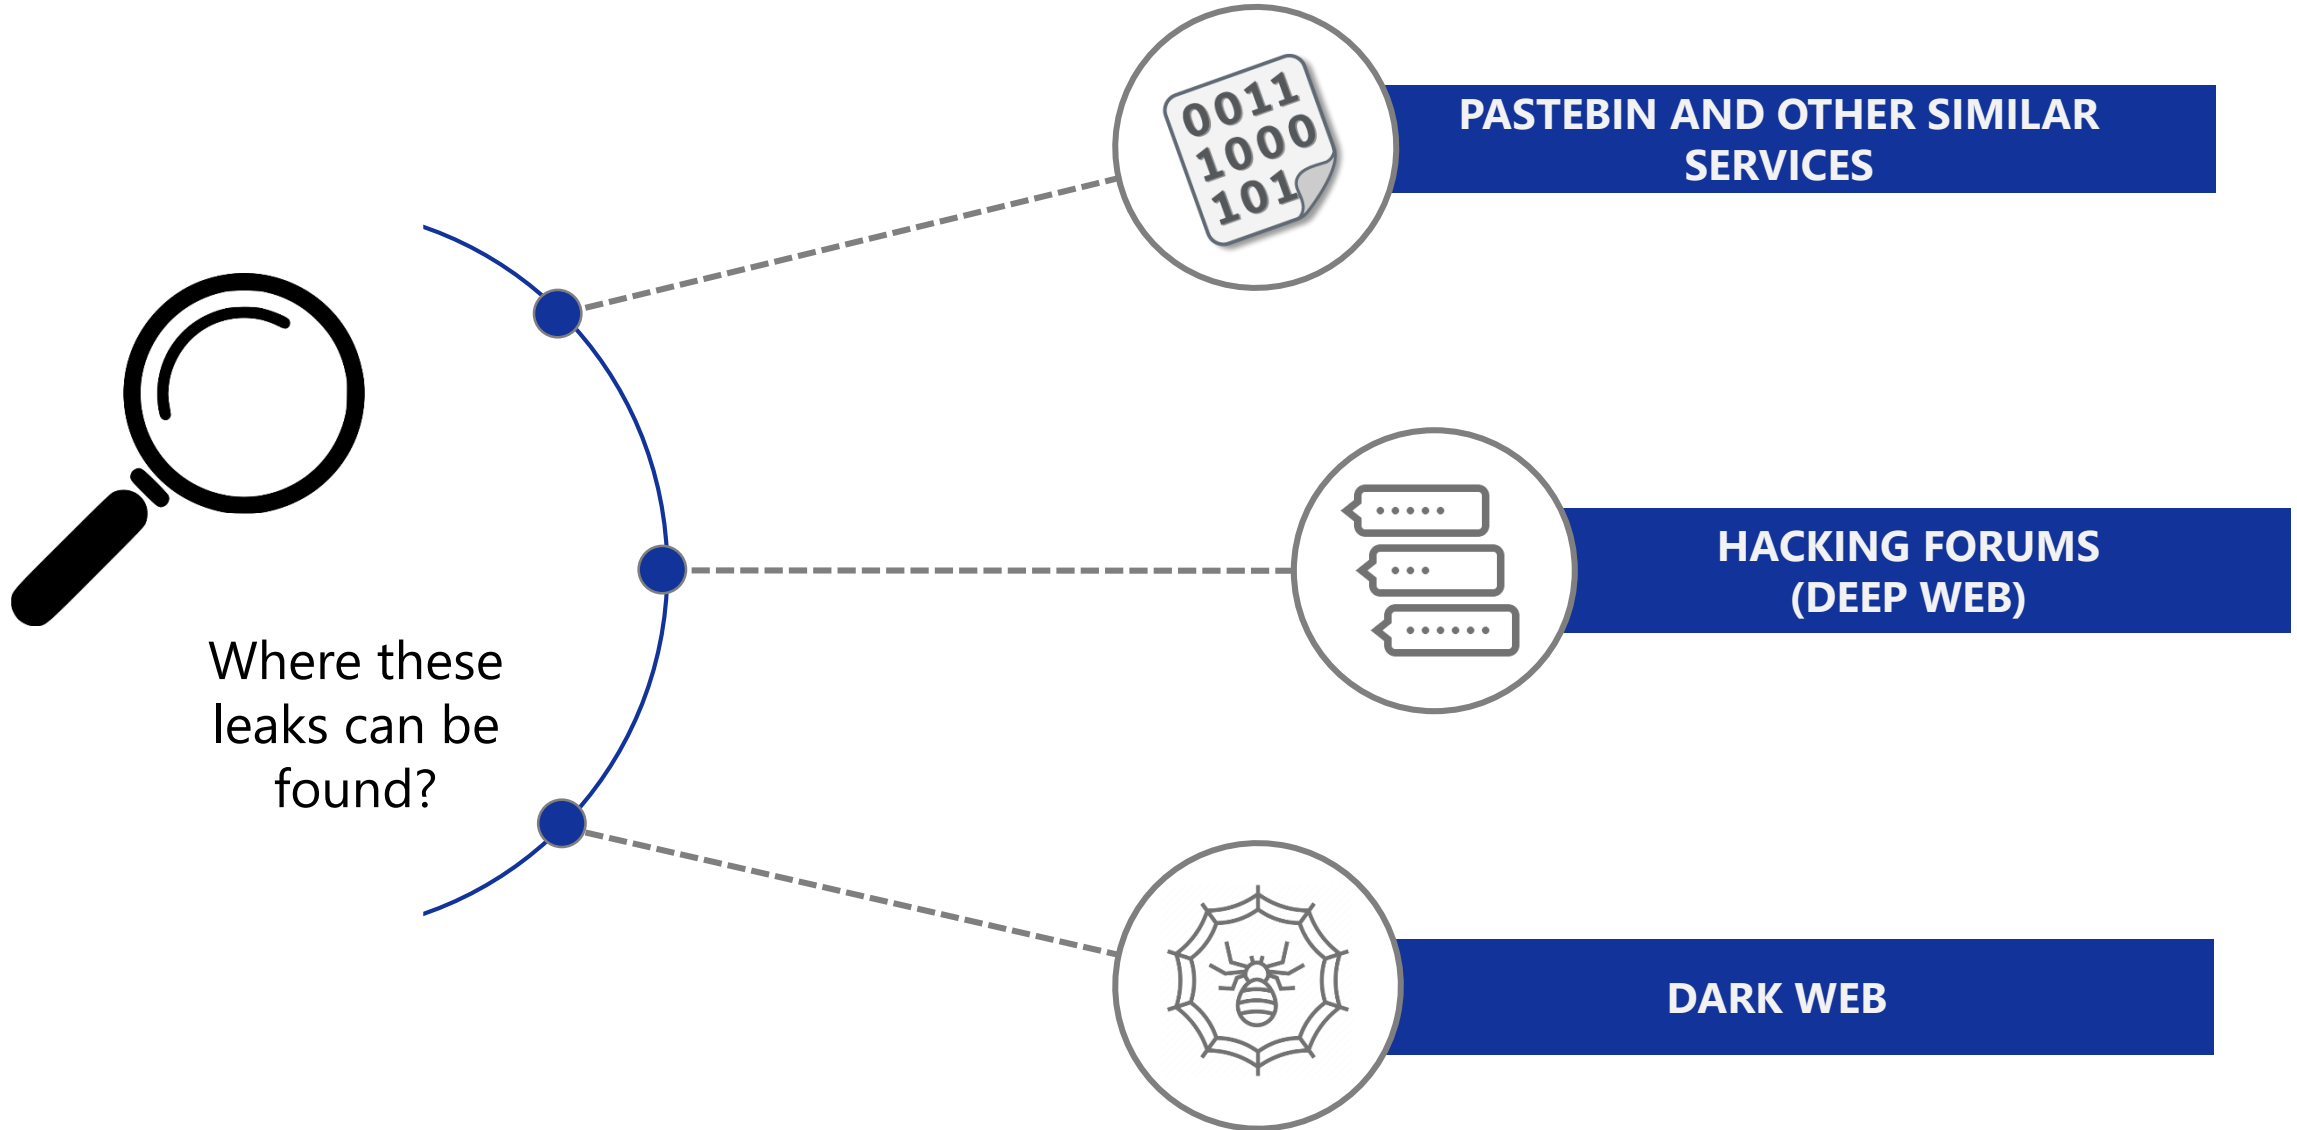 0011
1000
101
PASTEBIN AND OTHER SIMILAR
SERVICES
HACKING FORUMS
(DEEP WEB)
Where these
leaks can be
found?
DARK WEB